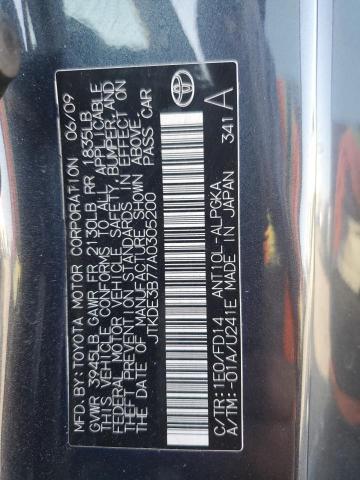 MFD.BY:TOYOTA MOTOR CORPORATION 06/09
GVWR 3945LB GAWR FR 2130LB RR 1835LB
THIS VEHICLE CONFORMS TO ALL APPLICABLE
FEDERAL MOTOR VEHICLE SAFETY,BUMPER,AND
THEFT PREVENTION STANDARDS IN EFFECT ON
THE DATE OF MANUFACTURE SHOWN ABOVE.
JTKDE3B77A0305200 PASS CAR
C/TR:1E0/FD14 ANT10L-ALPGKA 341
A/TM:-01A/U241E MADE IN JAPAN A